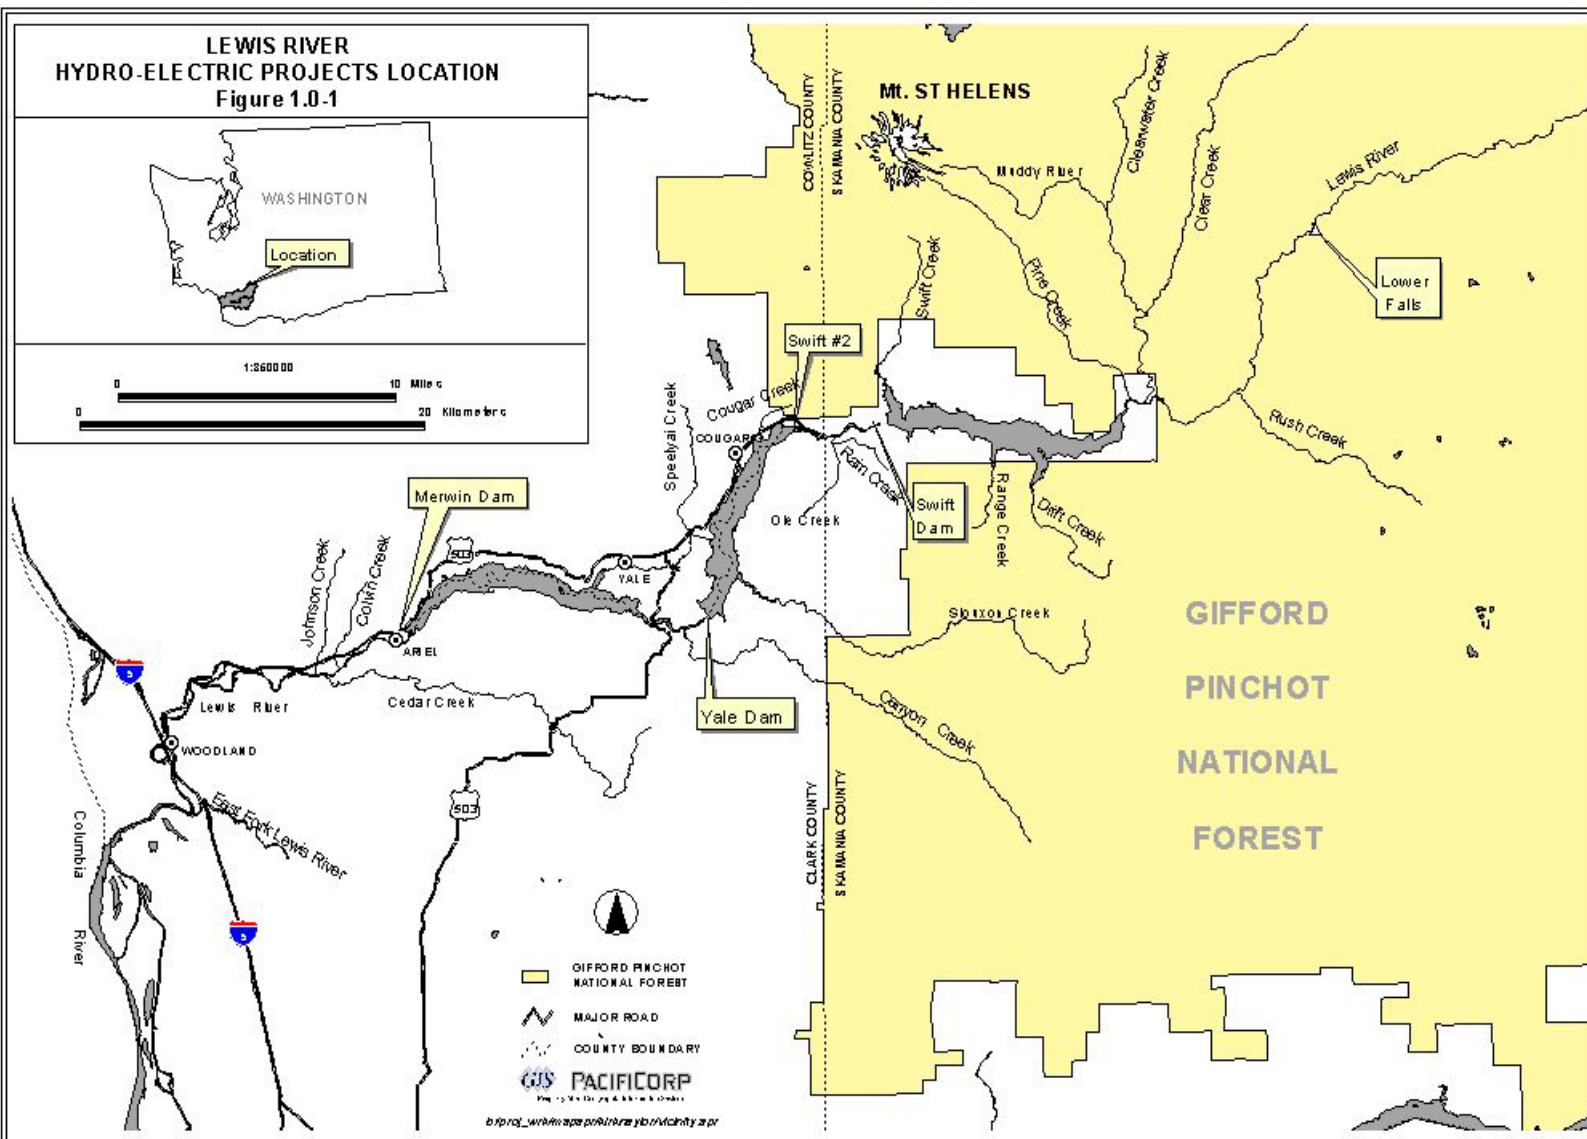 LEWIS RIVER
HYDRO-ELECTRIC PROJECTS LOCATION
Figure 1.0-1
WASHINGTON
Location
1:360000
0 10 Miles
0 20 Kilometers
Mt. ST HELENS
COWLITZ COUNTY
SKAMANIA COUNTY
Clearwater Creek
Clear Creek
Muddy River
Lewis River
Pine Creek
Swift Creek
Lower
Falls
Swift #2
Cougar Creek
COUGAR
Speelyai Creek
Rush Creek
Rain Creek
Ole Creek
Swift
Dam
Range Creek
Drift Creek
Merwin Dam
503
YALE
Johnson Creek
Colvin Creek
ARIEL
Siouxon Creek
Cedar Creek
Yale Dam
Canyon Creek
5
Lewis River
WOODLAND
East Fork Lewis River
Columbia River
503
5
CLARK COUNTY
SKAMANIA COUNTY
GIFFORD
PINCHOT
NATIONAL
FOREST
GIFFORD PINCHOT
NATIONAL FOREST
MAJOR ROAD
COUNTY BOUNDARY
GIS PACIFICORP